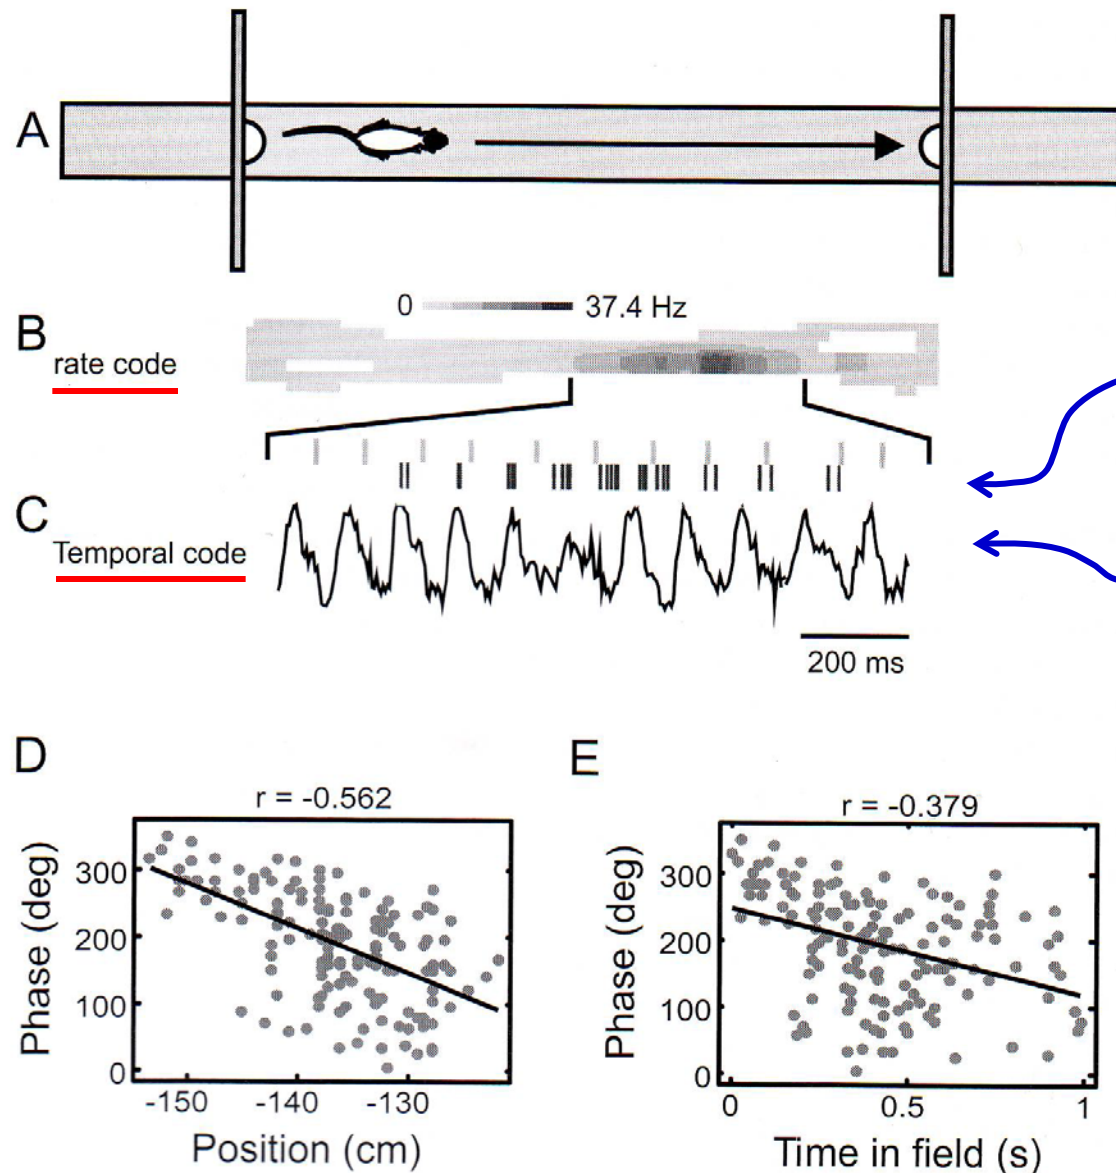 A
0 37.4 Hz
B
rate code
C
Temporal code
200 ms
D
r = -0.562
Phase (deg)
300
200
100
0
-150 -140 -130
Position (cm)
E
r = -0.379
Phase (deg)
300
200
100
0
0 0.5 1
Time in field (s)